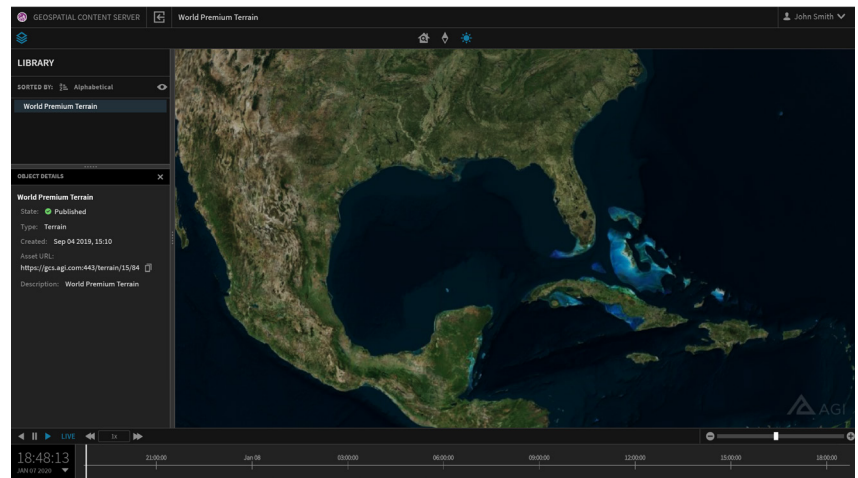 GEOSPATIAL CONTENT SERVER World Premium Terrain John Smith
LIBRARY
SORTED BY: Alphabetical
World Premium Terrain
OBJECT DETAILS
World Premium Terrain
State: Published
Type: Terrain
Created: Sep 04 2019, 15:10
Asset URL:
https://gcs.agi.com:443/terrain/15/84
Description: World Premium Terrain
AGI
LIVE 1x
18:48:13
JAN 07 2020
21:00:00 Jan 08 03:00:00 06:00:00 09:00:00 12:00:00 15:00:00 18:00:00